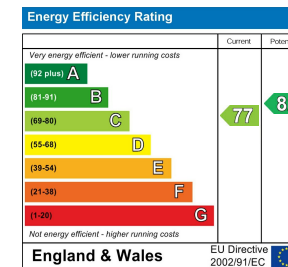 Energy Efficiency Rating
Current
Very energy efficient - lower running costs
(92 plus) A
(81-91) B
(69-80) C
77
(55-68) D
(39-54) E
(21-38) F
(1-20) G
Not energy efficient - higher running costs
England & Wales
EU Directive
2002/91/EC